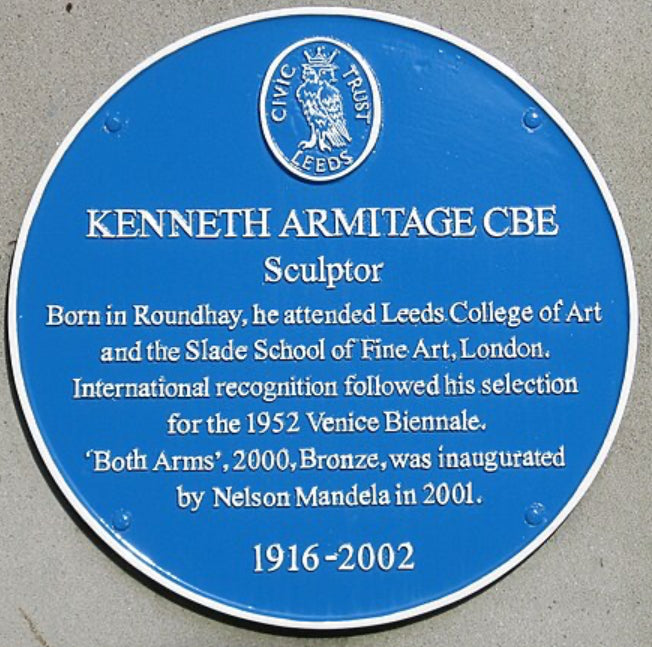 CIVIC TRUST
LEEDS
KENNETH ARMITAGE CBE
Sculptor
Born in Roundhay, he attended Leeds College of Art
and the Slade School of Fine Art, London.
International recognition followed his selection
for the 1952 Venice Biennale.
'Both Arms', 2000, Bronze, was inaugurated
by Nelson Mandela in 2001.
1916-2002